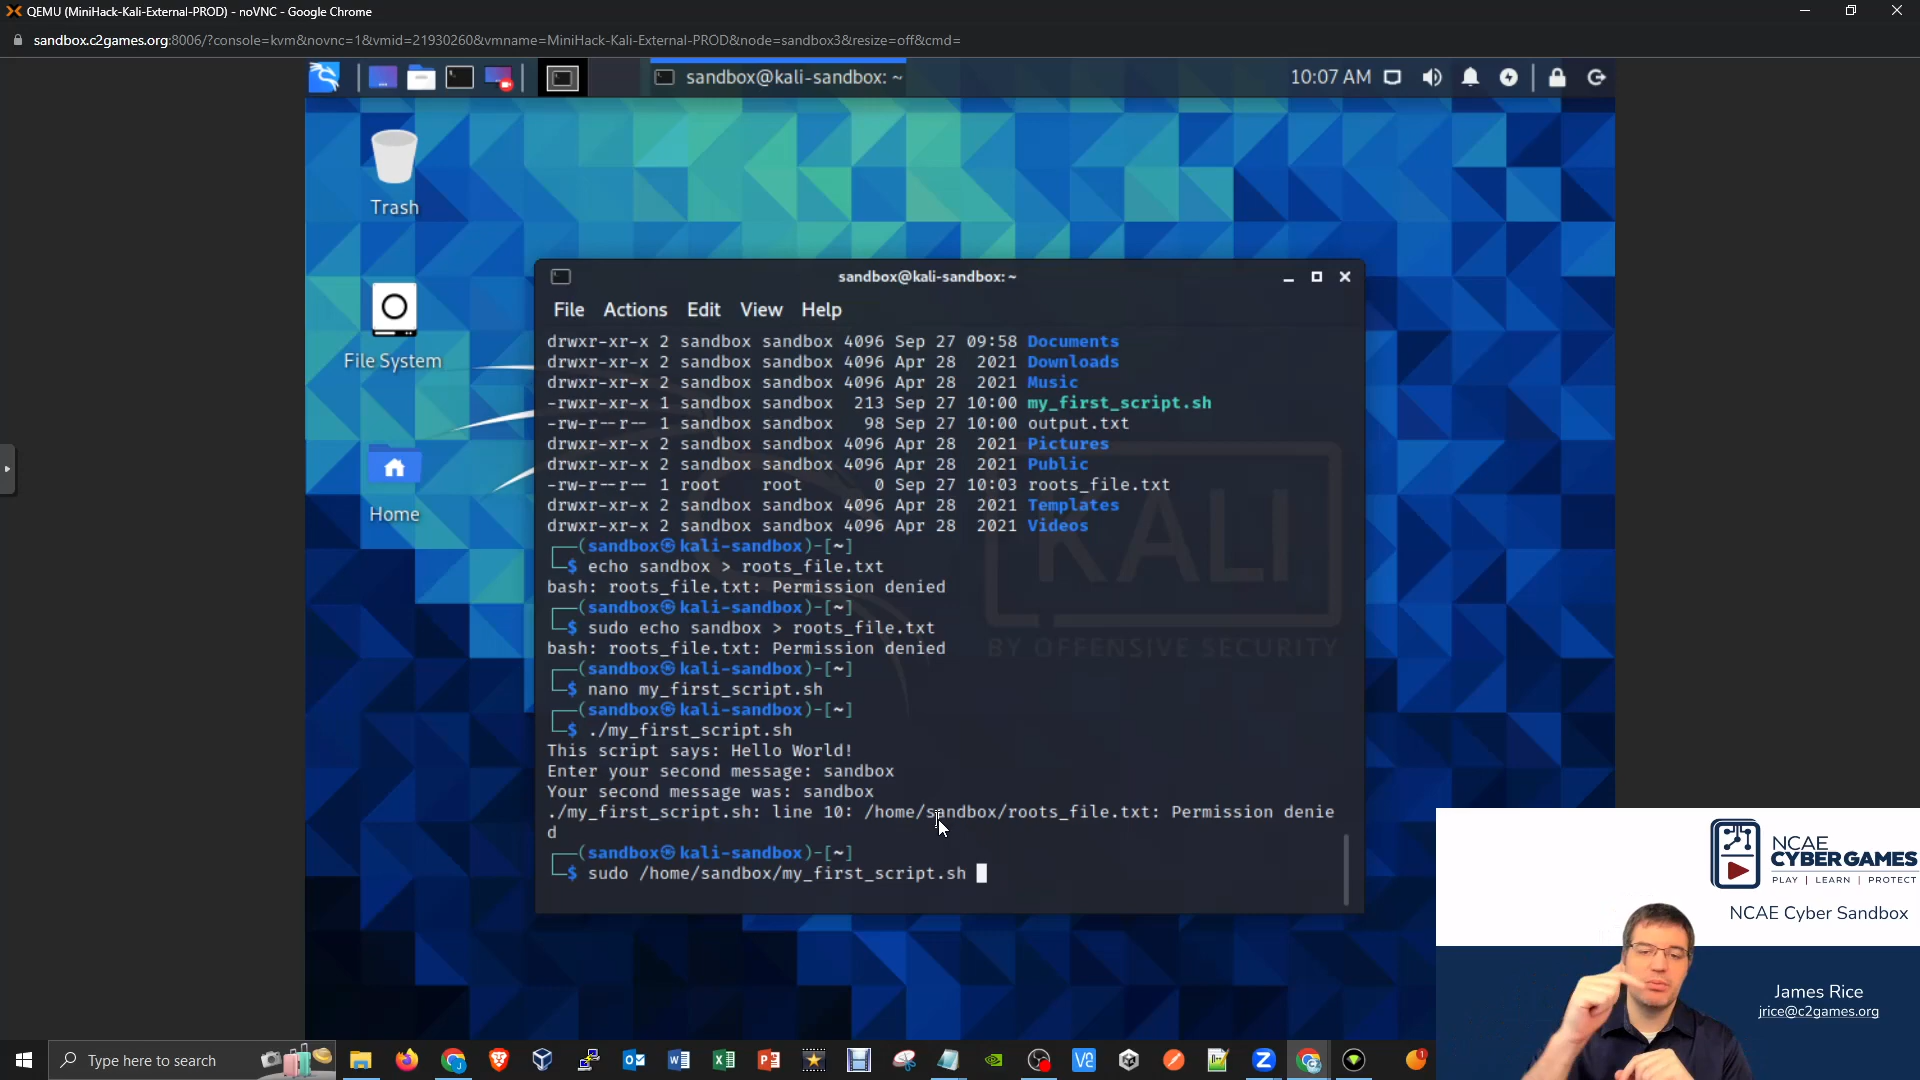 QEMU (MiniHack-Kali-External-PROD) - noVNC - Google Chrome
sandbox.c2games.org:8006/?console=kvm&novnc=1&vmid=21930260&vmname=MiniHack-Kali-External-PROD&node=sandbox3&resize=off&cmd=
sandbox@kali-sandbox: ~
10:07 AM
Trash
File System
Home
sandbox@kali-sandbox: ~
File Actions Edit View Help
drwxr-xr-x 2 sandbox sandbox 4096 Sep 27 09:58 Documents
drwxr-xr-x 2 sandbox sandbox 4096 Apr 28  2021 Downloads
drwxr-xr-x 2 sandbox sandbox 4096 Apr 28  2021 Music
-rwxr-xr-x 1 sandbox sandbox  213 Sep 27 10:00 my_first_script.sh
-rw-r--r-- 1 sandbox sandbox   98 Sep 27 10:00 output.txt
drwxr-xr-x 2 sandbox sandbox 4096 Apr 28  2021 Pictures
drwxr-xr-x 2 sandbox sandbox 4096 Apr 28  2021 Public
-rw-r--r-- 1 root    root       0 Sep 27 10:03 roots_file.txt
drwxr-xr-x 2 sandbox sandbox 4096 Apr 28  2021 Templates
drwxr-xr-x 2 sandbox sandbox 4096 Apr 28  2021 Videos
┌──(sandbox㉿kali-sandbox)-[~]
└─$ echo sandbox > roots_file.txt
bash: roots_file.txt: Permission denied
┌──(sandbox㉿kali-sandbox)-[~]
└─$ sudo echo sandbox > roots_file.txt
bash: roots_file.txt: Permission denied
┌──(sandbox㉿kali-sandbox)-[~]
└─$ nano my_first_script.sh
┌──(sandbox㉿kali-sandbox)-[~]
└─$ ./my_first_script.sh
This script says: Hello World!
Enter your second message: sandbox
Your second message was: sandbox
./my_first_script.sh: line 10: /home/sandbox/roots_file.txt: Permission denie
d
┌──(sandbox㉿kali-sandbox)-[~]
└─$ sudo /home/sandbox/my_first_script.sh
KALI
BY OFFENSIVE SECURITY
NCAE
CYBERGAMES
PLAY | LEARN | PROTECT
NCAE Cyber Sandbox
James Rice
jrice@c2games.org
Type here to search